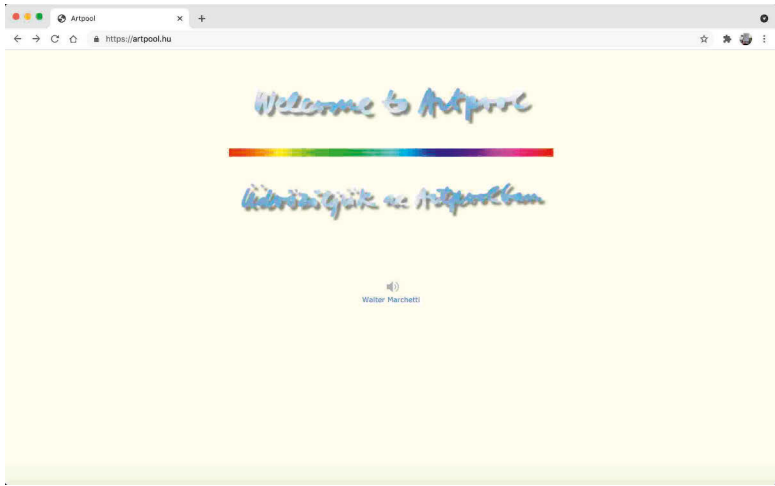 Artpool
https://artpool.hu
Welcome to Artpool
Üdvözöljük az Artpoolban
Walter Marchetti